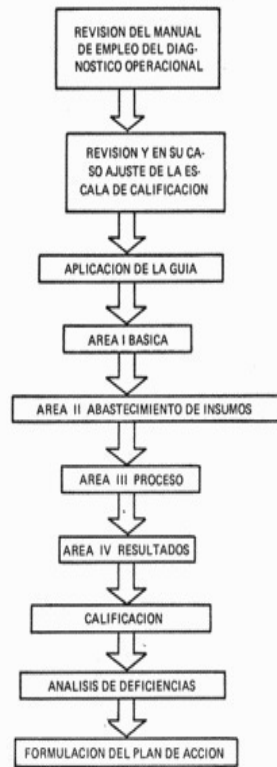 REVISION DEL MANUAL
DE EMPLEO DEL DIAG-
NOSTICO OPERACIONAL
REVISION Y EN SU CA-
SO AJUSTE DE LA ES-
CALA DE CALIFICACION
APLICACION DE LA GUIA
AREA I BASICA
AREA II ABASTECIMIENTO DE INSUMOS
AREA III PROCESO
AREA IV RESULTADOS
CALIFICACION
ANALISIS DE DEFICIENCIAS
FORMULACION DEL PLAN DE ACCION